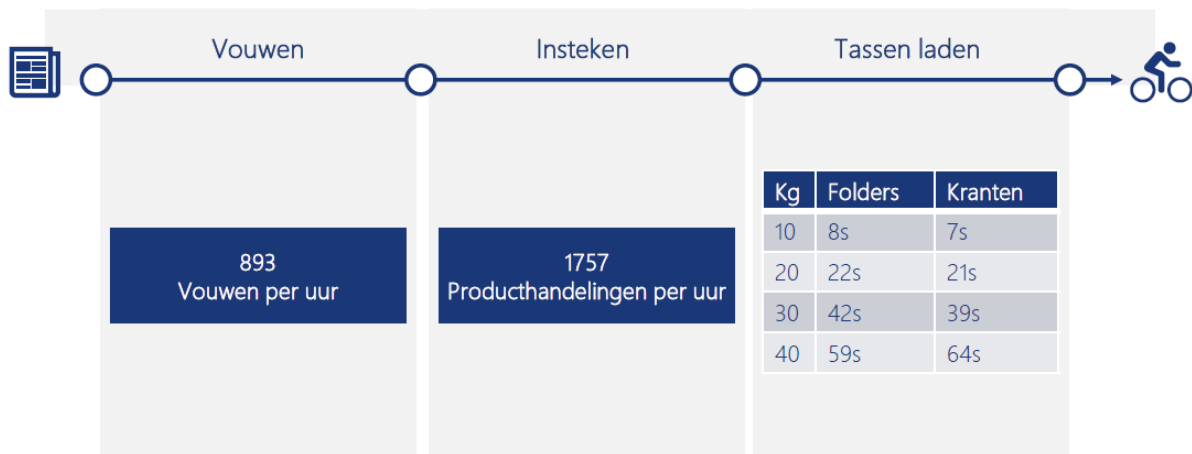 Vouwen
Insteken
Tassen laden
893
Vouwen per uur
1757
Producthandelingen per uur
Kg Folders Kranten
10 8s 7s
20 22s 21s
30 42s 39s
40 59s 64s